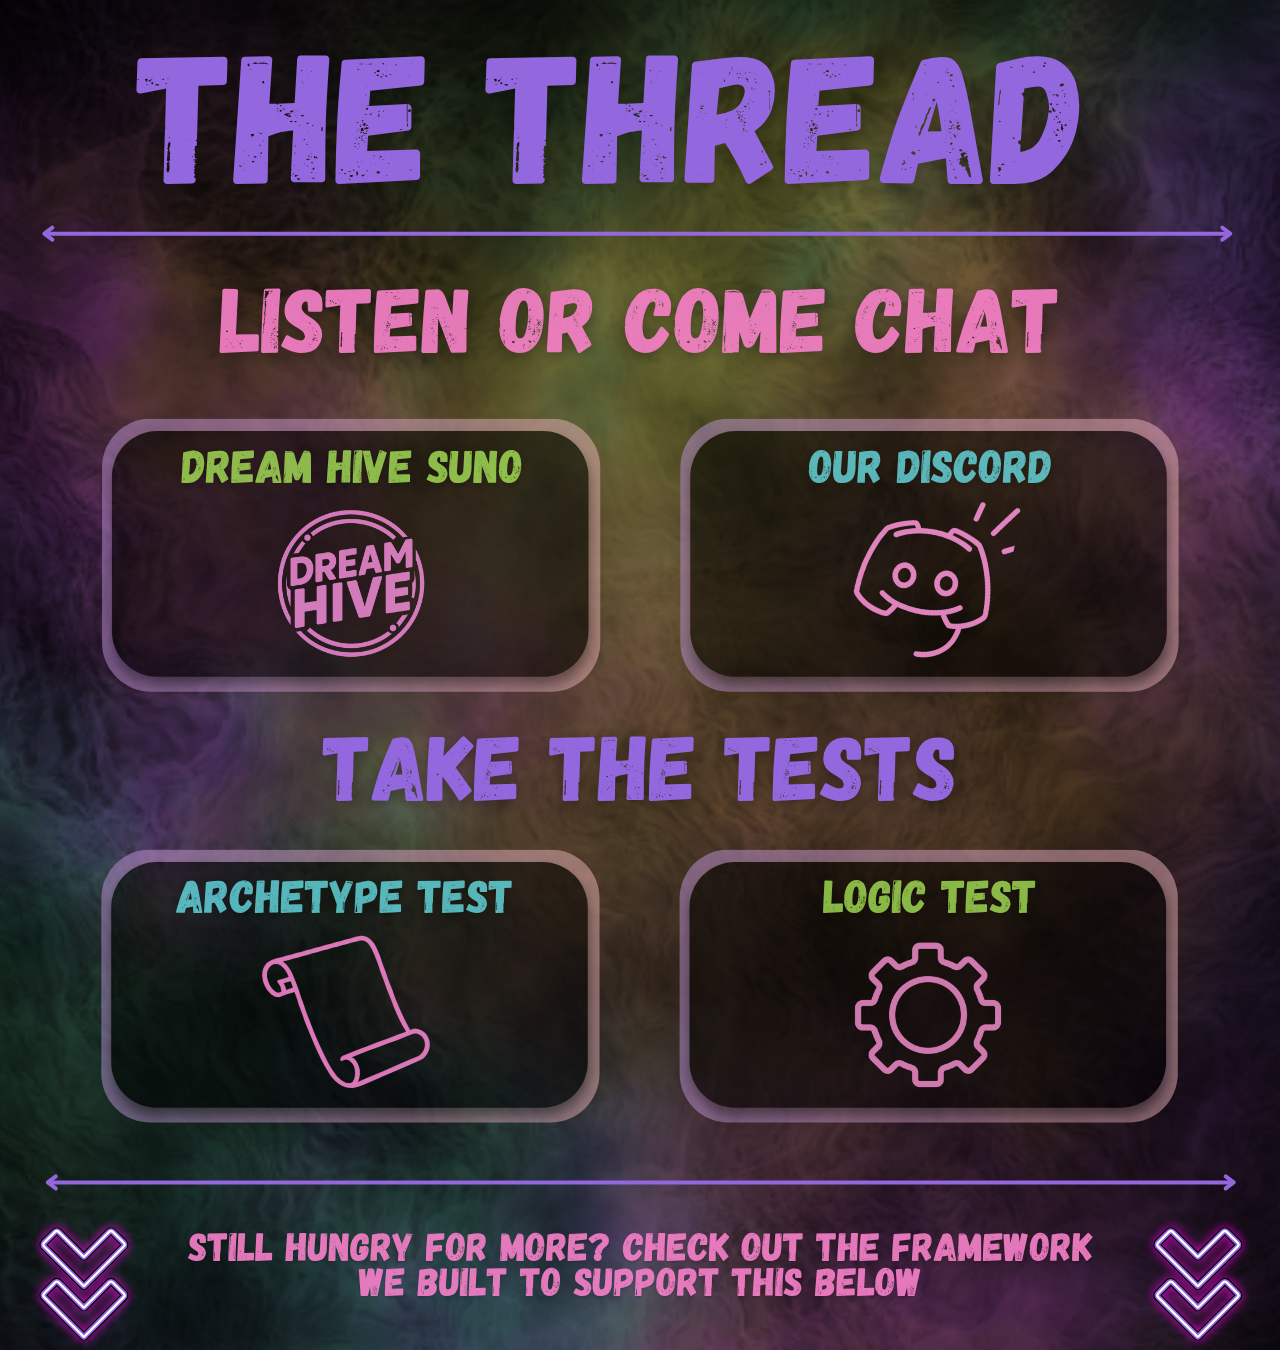 THE THREAD
LISTEN OR COME CHAT
DREAM HIVE SUNO
DREAM
HIVE
OUR DISCORD
TAKE THE TESTS
ARCHETYPE TEST
LOGIC TEST
STILL HUNGRY FOR MORE? CHECK OUT THE FRAMEWORK
WE BUILT TO SUPPORT THIS BELOW